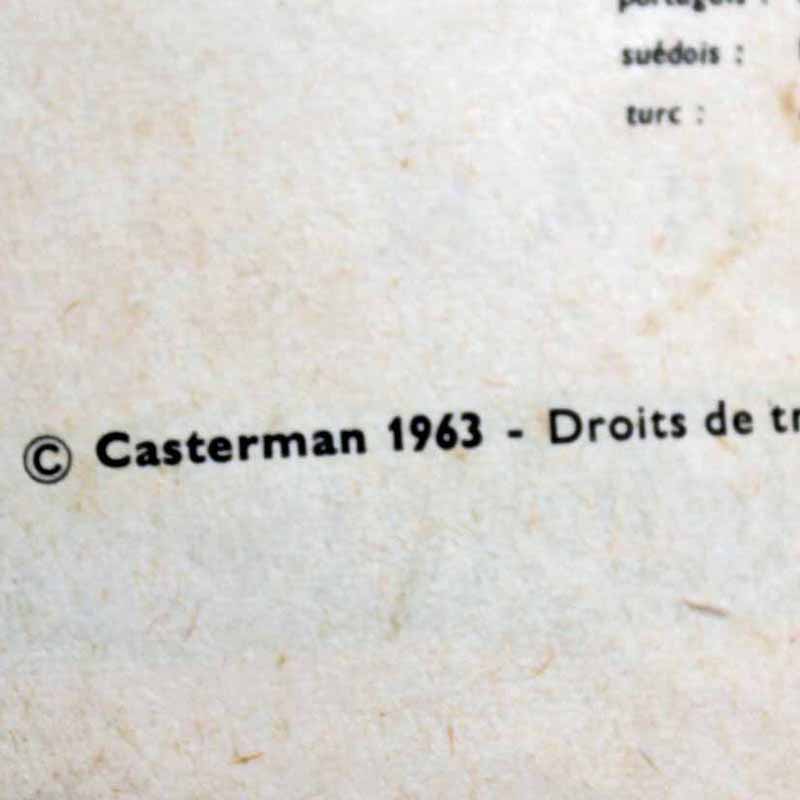 suédois :
turc :
© Casterman 1963 - Droits de